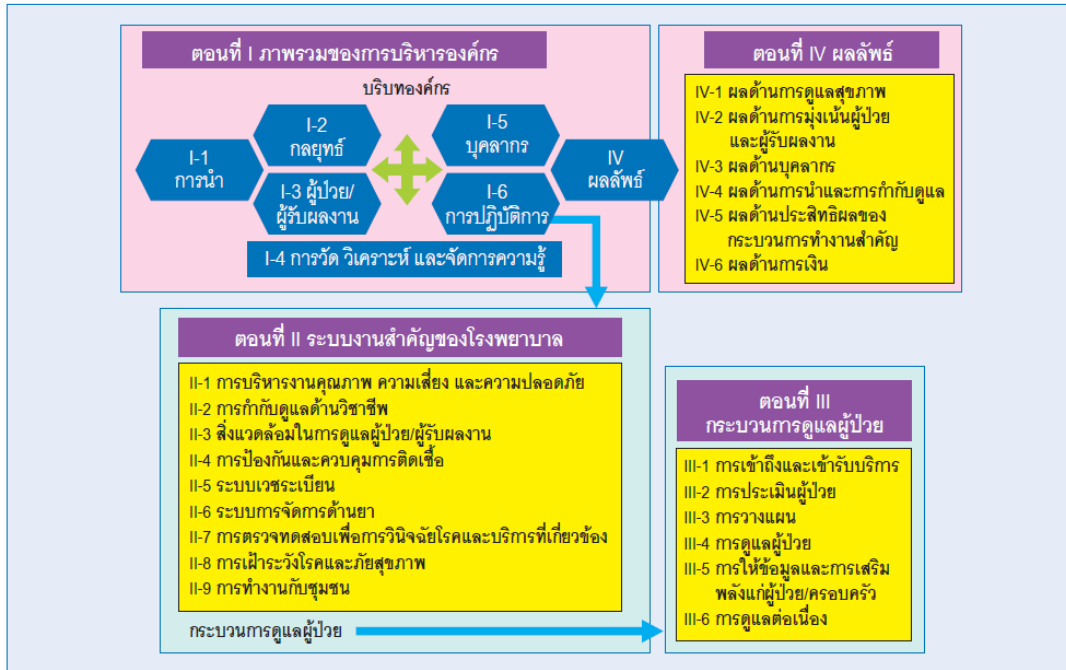 ตอนที่ I ภาพรวมของการบริหารองค์กร
บริบทองค์กร
I-1
การนำ
I-2
กลยุทธ์
I-3 ผู้ป่วย/
ผู้รับผลงาน
I-5
บุคลากร
I-6
การปฏิบัติการ
IV
ผลลัพธ์
I-4 การวัด วิเคราะห์ และจัดการความรู้
ตอนที่ IV ผลลัพธ์
IV-1 ผลด้านการดูแลสุขภาพ
IV-2 ผลด้านการมุ่งเน้นผู้ป่วย
และผู้รับผลงาน
IV-3 ผลด้านบุคลากร
IV-4 ผลด้านการนำและการกำกับดูแล
IV-5 ผลด้านประสิทธิผลของ
กระบวนการทำงานสำคัญ
IV-6 ผลด้านการเงิน
ตอนที่ II ระบบงานสำคัญของโรงพยาบาล
II-1 การบริหารงานคุณภาพ ความเสี่ยง และความปลอดภัย
II-2 การกำกับดูแลด้านวิชาชีพ
II-3 สิ่งแวดล้อมในการดูแลผู้ป่วย/ผู้รับผลงาน
II-4 การป้องกันและควบคุมการติดเชื้อ
II-5 ระบบเวชระเบียน
II-6 ระบบการจัดการด้านยา
II-7 การตรวจทดสอบเพื่อการวินิจฉัยโรคและบริการที่เกี่ยวข้อง
II-8 การเฝ้าระวังโรคและภัยสุขภาพ
II-9 การทำงานกับชุมชน
กระบวนการดูแลผู้ป่วย
ตอนที่ III
กระบวนการดูแลผู้ป่วย
III-1 การเข้าถึงและเข้ารับบริการ
III-2 การประเมินผู้ป่วย
III-3 การวางแผน
III-4 การดูแลผู้ป่วย
III-5 การให้ข้อมูลและการเสริม
พลังแก่ผู้ป่วย/ครอบครัว
III-6 การดูแลต่อเนื่อง